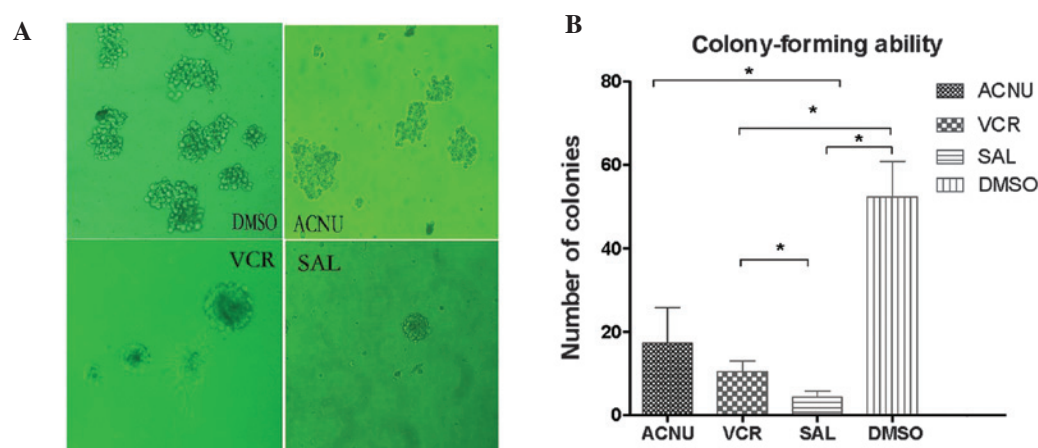 A
DMSO
ACNU
VCR
SAL
B
Colony-forming ability
Number of colonies
80
60
40
20
0
*
*
*
*
ACNU
VCR
SAL
DMSO
ACNU
VCR
SAL
DMSO